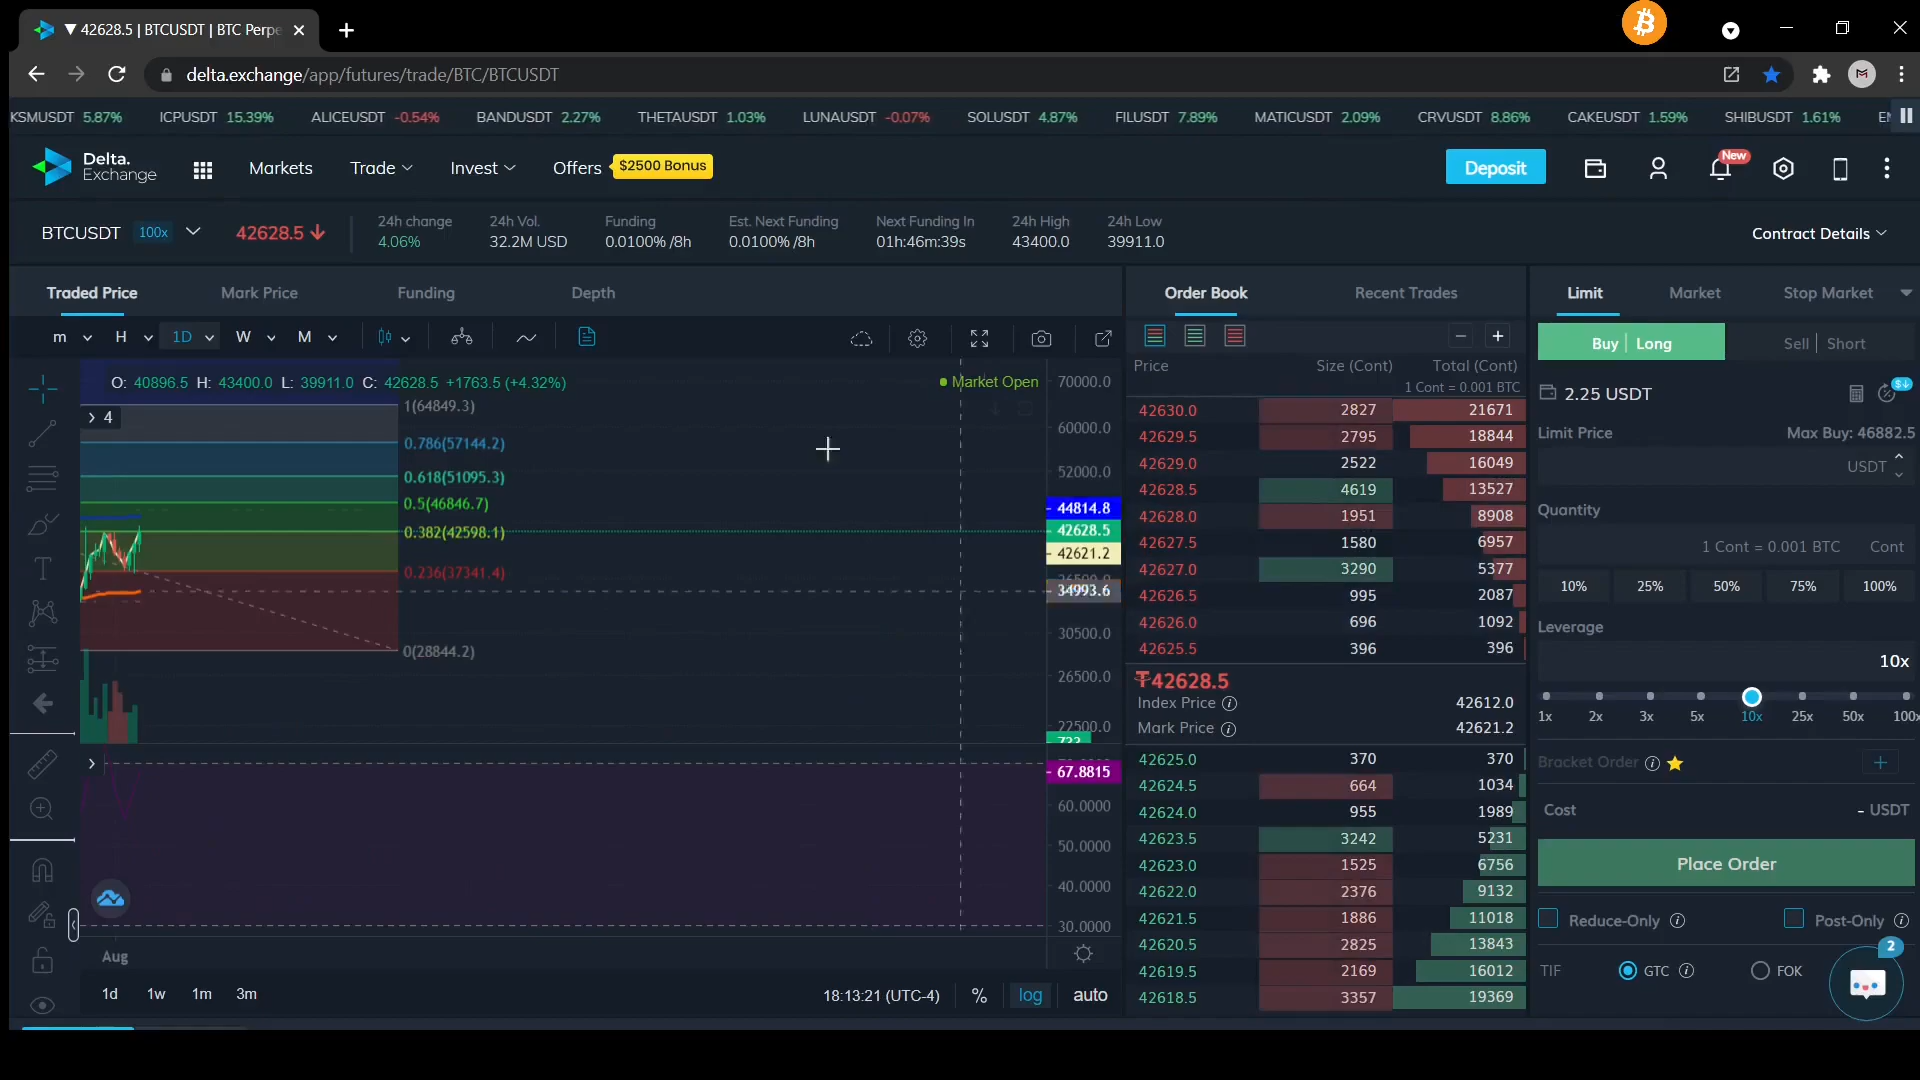 ▼ 42628.5 | BTCUSDT | BTC Perpe
delta.exchange/app/futures/trade/BTC/BTCUSDT
KSMUSDT 5.87% ICPUSDT 15.39% ALICEUSDT -0.54% BANDUSDT 2.27% THETAUSDT 1.03% LUNAUSDT -0.07% SOLUSDT 4.87% FILUSDT 7.89% MATICUSDT 2.09% CRVUSDT 8.86% CAKEUSDT 1.59% SHIBUSDT 1.61%
Delta.
Exchange
Markets Trade Invest Offers $2500 Bonus Deposit New
24h change 24h Vol. Funding Est. Next Funding Next Funding In 24h High 24h Low
BTCUSDT 100x 42628.5 4.06% 32.2M USD 0.0100% /8h 0.0100% /8h 01h:46m:39s 43400.0 39911.0 Contract Details
Traded Price Mark Price Funding Depth
m H 1D W M
O: 40896.5 H: 43400.0 L: 39911.0 C: 42628.5 +1763.5 (+4.32%)
Market Open
4
1(64849.3)
0.786(57144.2)
0.618(51095.3)
0.5(46846.7)
0.382(42598.1)
0.236(37341.4)
0(28844.2)
70000.0
60000.0
52000.0
44814.8
42628.5
42621.2
34993.6
30500.0
26500.0
22500.0
67.8815
60.0000
50.0000
40.0000
30.0000
Aug
1d 1w 1m 3m 18:13:21 (UTC-4) % log auto
Order Book Recent Trades
Price Size (Cont) Total (Cont)
1 Cont = 0.001 BTC
42630.0 2827 21671
42629.5 2795 18844
42629.0 2522 16049
42628.5 4619 13527
42628.0 1951 8908
42627.5 1580 6957
42627.0 3290 5377
42626.5 995 2087
42626.0 696 1092
42625.5 396 396
42628.5
Index Price 42612.0
Mark Price 42621.2
42625.0 370 370
42624.5 664 1034
42624.0 955 1989
42623.5 3242 5231
42623.0 1525 6756
42622.0 2376 9132
42621.5 1886 11018
42620.5 2825 13843
42619.5 2169 16012
42618.5 3357 19369
Limit Market Stop Market
Buy | Long Sell | Short
2.25 USDT
Limit Price Max Buy: 46882.5
USDT
Quantity
1 Cont = 0.001 BTC Cont
10% 25% 50% 75% 100%
Leverage
10x
1x 2x 3x 5x 10x 25x 50x 100x
Bracket Order
Cost - USDT
Place Order
Reduce-Only Post-Only
2
TIF GTC FOK